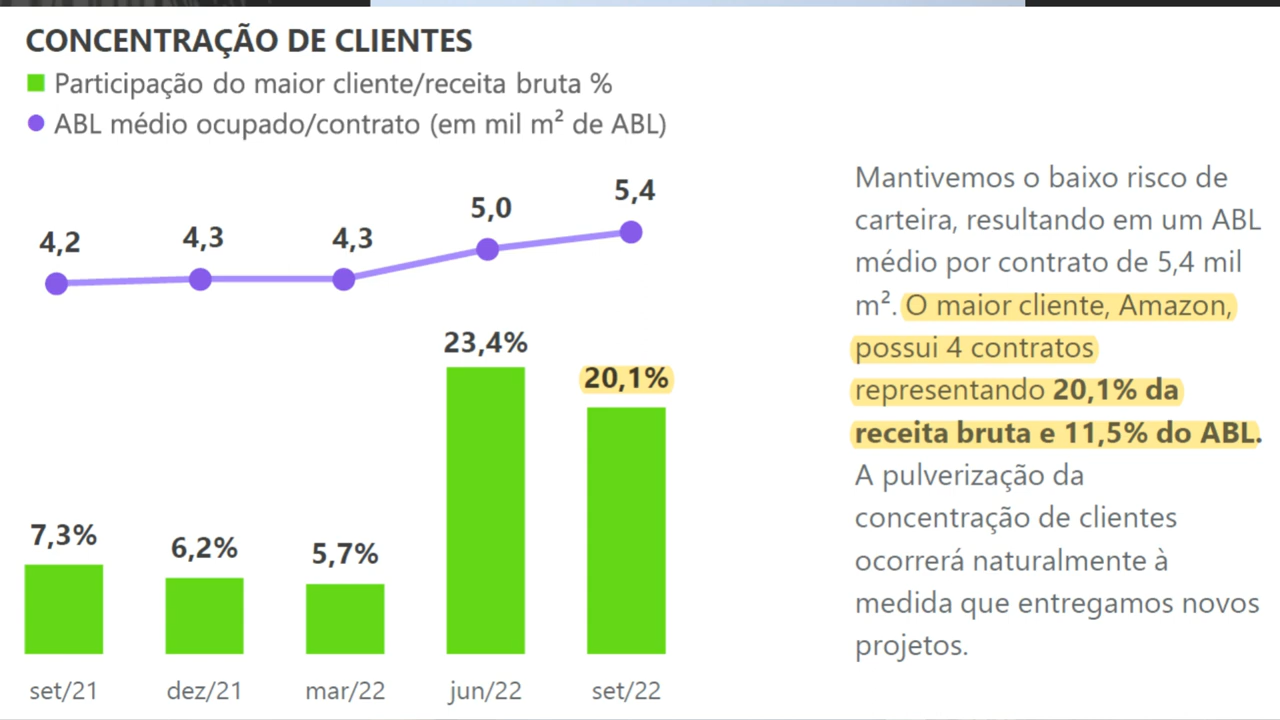 CONCENTRAÇÃO DE CLIENTES
Participação do maior cliente/receita bruta %
ABL médio ocupado/contrato (em mil m² de ABL)
4,2
4,3
4,3
5,0
5,4
7,3%
6,2%
5,7%
23,4%
20,1%
set/21
dez/21
mar/22
jun/22
set/22
Mantivemos o baixo risco de
carteira, resultando em um ABL
médio por contrato de 5,4 mil
m². O maior cliente, Amazon,
possui 4 contratos
representando 20,1% da
receita bruta e 11,5% do ABL.
A pulverização da
concentração de clientes
ocorrerá naturalmente à
medida que entregamos novos
projetos.